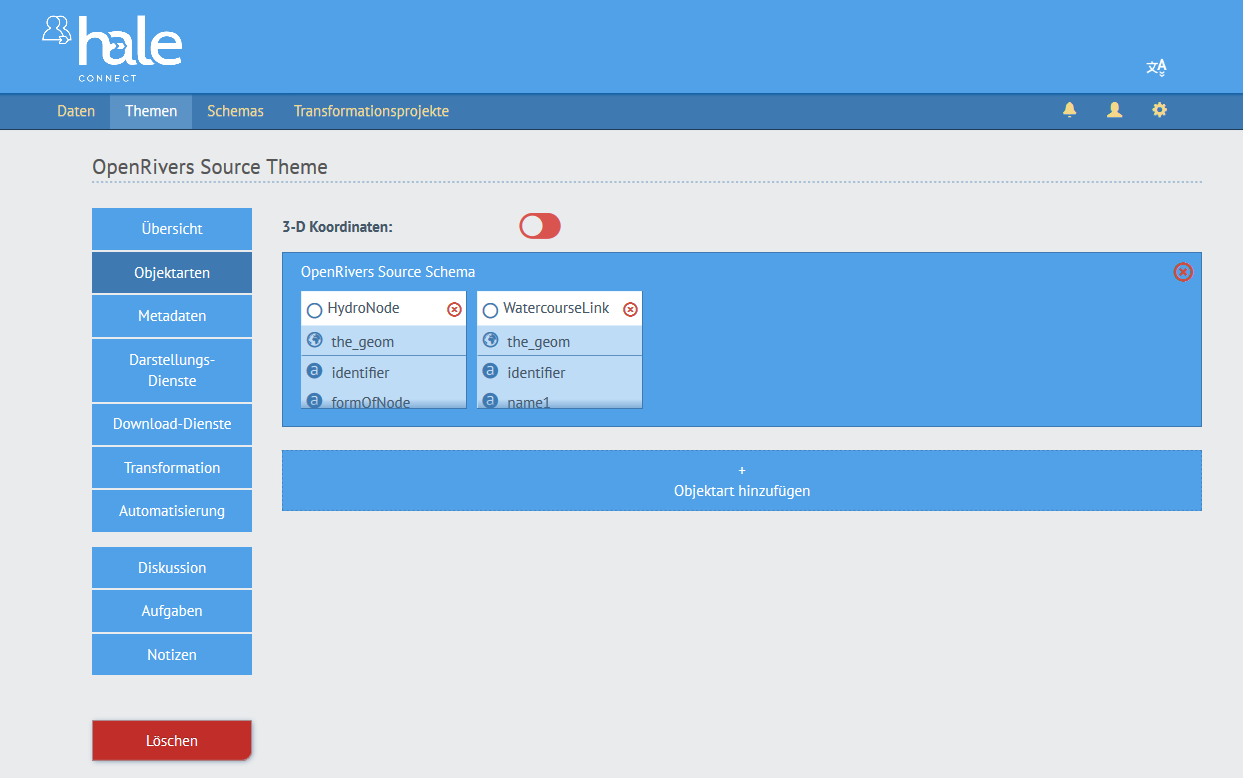 hale
CONNECT
Daten Themen Schemas Transformationsprojekte
OpenRivers Source Theme
Übersicht
Objektarten
Metadaten
Darstellungs-
Dienste
Download-Dienste
Transformation
Automatisierung
Diskussion
Aufgaben
Notizen
Löschen
3-D Koordinaten:
OpenRivers Source Schema
HydroNode
the_geom
a identifier
a formOfNode
WatercourseLink
the_geom
a identifier
a name1
+
Objektart hinzufügen